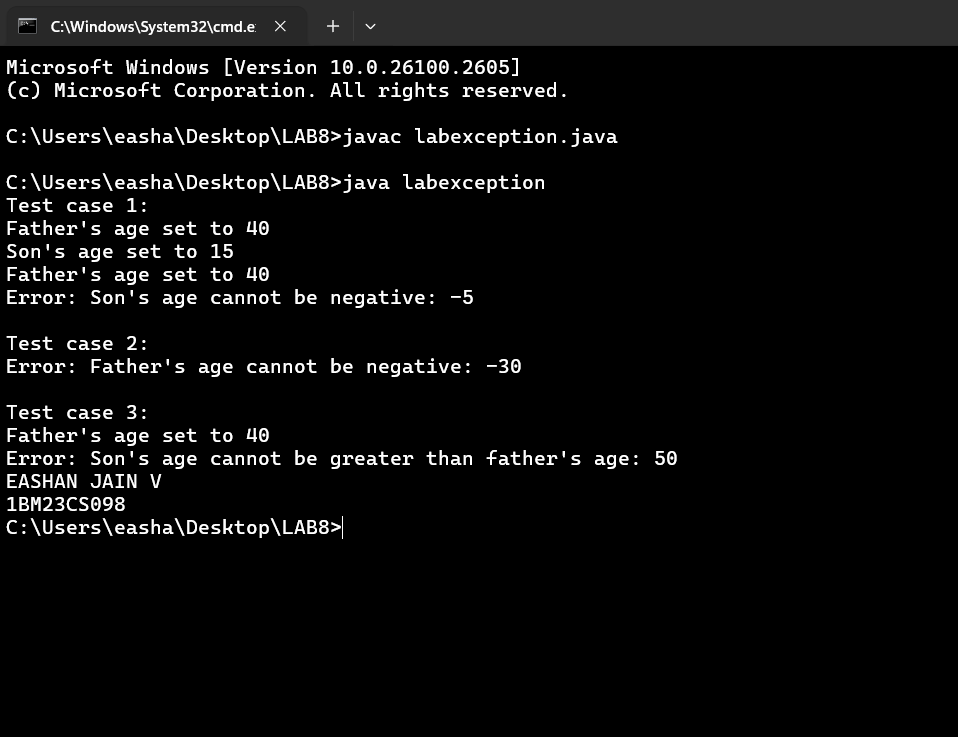 C:\Windows\System32\cmd.e
Microsoft Windows [Version 10.0.26100.2605]
(c) Microsoft Corporation. All rights reserved.
C:\Users\easha\Desktop\LAB8>javac labexception.java
C:\Users\easha\Desktop\LAB8>java labexception
Test case 1:
Father's age set to 40
Son's age set to 15
Father's age set to 40
Error: Son's age cannot be negative: -5
Test case 2:
Error: Father's age cannot be negative: -30
Test case 3:
Father's age set to 40
Error: Son's age cannot be greater than father's age: 50
EASHAN JAIN V
1BM23CS098
C:\Users\easha\Desktop\LAB8>